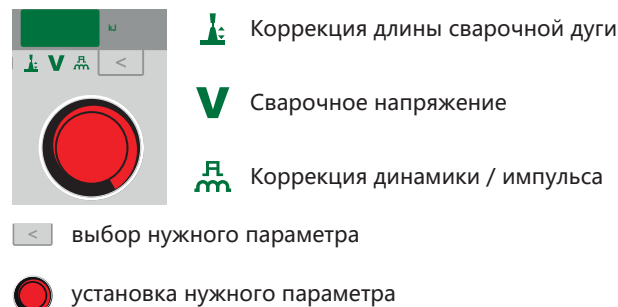 Коррекция длины сварочной дуги
V <
V Сварочное напряжение
Коррекция динамики / импульса
< выбор нужного параметра
установка нужного параметра